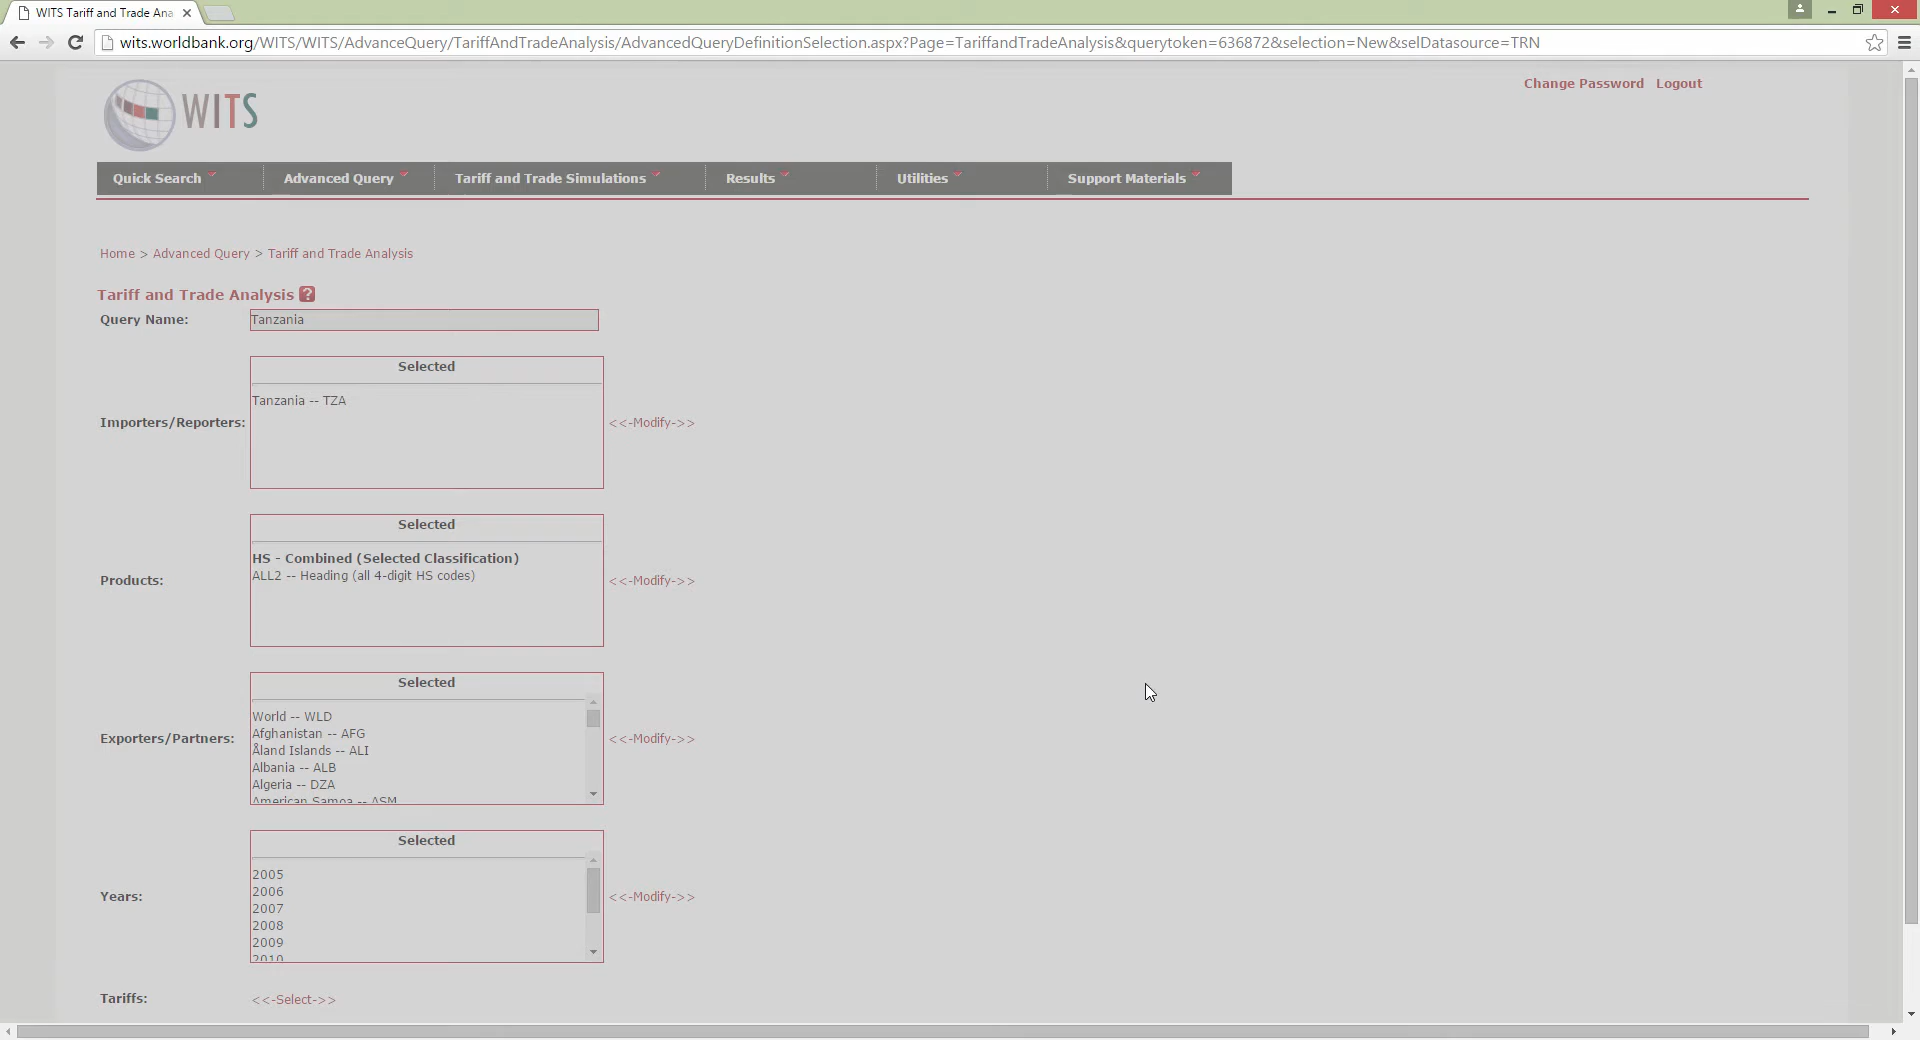 WITS Tariff and Trade Ana
wits.worldbank.org/WITS/WITS/AdvanceQuery/TariffAndTradeAnalysis/AdvancedQueryDefinitionSelection.aspx?Page=TariffandTradeAnalysis&querytoken=636872&selection=New&selDatasource=TRN
Change Password Logout
WITS
Quick Search Advanced Query Tariff and Trade Simulations Results Utilities Support Materials
Home > Advanced Query > Tariff and Trade Analysis
Tariff and Trade Analysis ?
Query Name: Tanzania
Selected
Tanzania -- TZA
Importers/Reporters: <<-Modify->>
Selected
HS - Combined (Selected Classification)
ALL2 -- Heading (all 4-digit HS codes)
Products: <<-Modify->>
Selected
World -- WLD
Afghanistan -- AFG
Exporters/Partners: <<-Modify->>
Åland Islands -- ALI
Albania -- ALB
Algeria -- DZA
American Samoa -- ASM
Selected
2005
2006
Years: <<-Modify->>
2007
2008
2009
2010
Tariffs: <<-Select->>